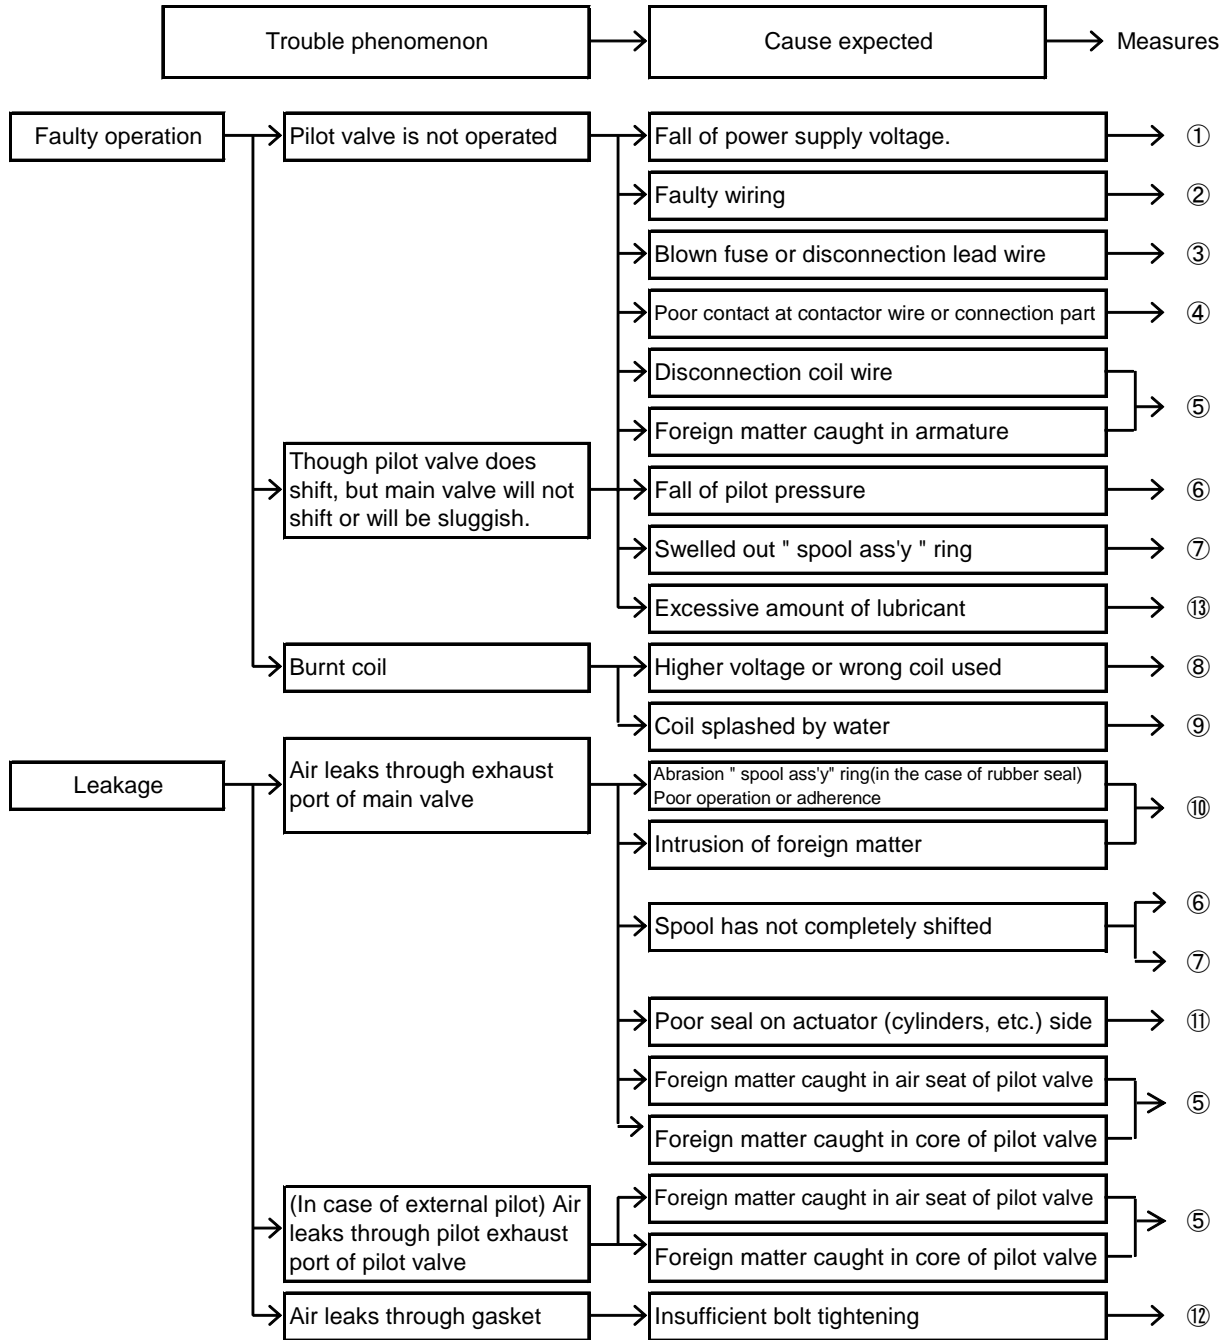 Trouble phenomenon
Cause expected
Measures
Faulty operation
Pilot valve is not operated
Fall of power supply voltage.
①
Faulty wiring
②
Blown fuse or disconnection lead wire
③
Poor contact at contactor wire or connection part
④
Disconnection coil wire
Foreign matter caught in armature
⑤
Though pilot valve does
shift, but main valve will not
shift or will be sluggish.
Fall of pilot pressure
⑥
Swelled out " spool ass'y " ring
⑦
Excessive amount of lubricant
⑬
Burnt coil
Higher voltage or wrong coil used
⑧
Coil splashed by water
⑨
Leakage
Air leaks through exhaust
port of main valve
Abrasion " spool ass'y" ring(in the case of rubber seal)
Poor operation or adherence
Intrusion of foreign matter
⑩
Spool has not completely shifted
⑥
⑦
Poor seal on actuator (cylinders, etc.) side
⑪
Foreign matter caught in air seat of pilot valve
Foreign matter caught in core of pilot valve
⑤
(In case of external pilot) Air
leaks through pilot exhaust
port of pilot valve
Foreign matter caught in air seat of pilot valve
Foreign matter caught in core of pilot valve
⑤
Air leaks through gasket
Insufficient bolt tightening
⑫